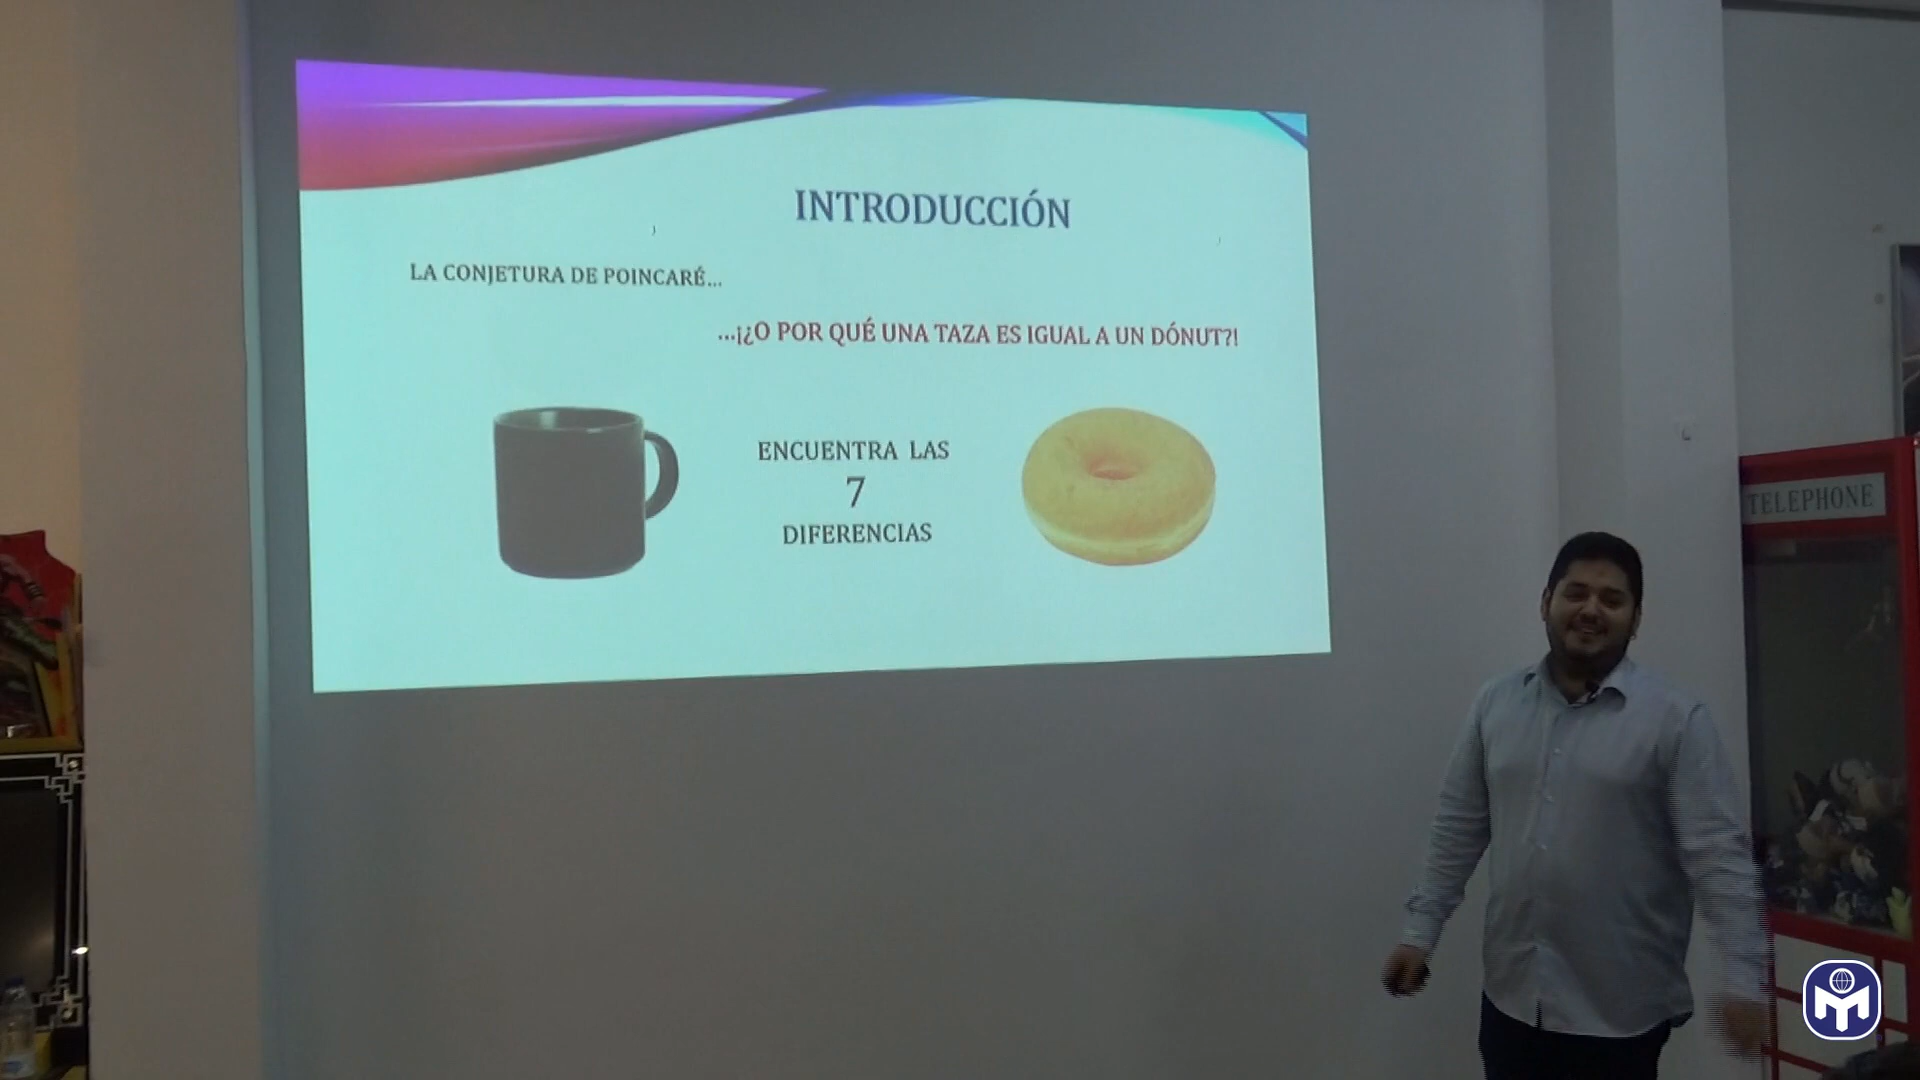 INTRODUCCIÓN
LA CONJETURA DE POINCARÉ...
...¡¿O POR QUÉ UNA TAZA ES IGUAL A UN DÓNUT?!
ENCUENTRA LAS
7
DIFERENCIAS
TELEPHONE